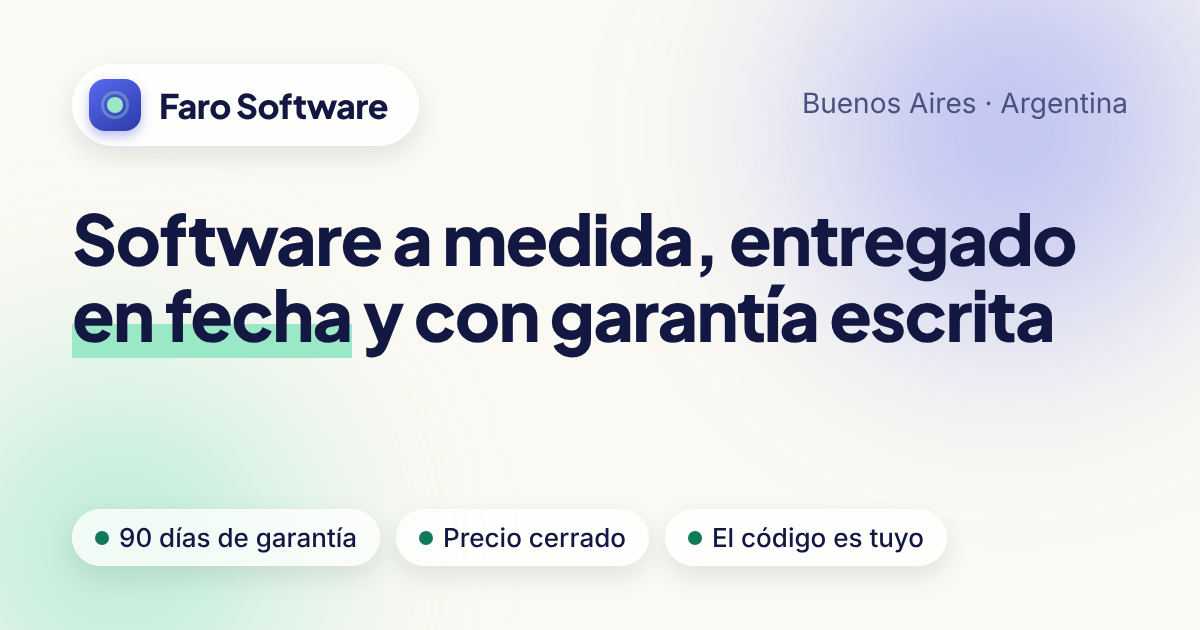 Faro Software
Buenos Aires · Argentina
Software a medida, entregado
en fecha y con garantía escrita
90 días de garantía
Precio cerrado
El código es tuyo